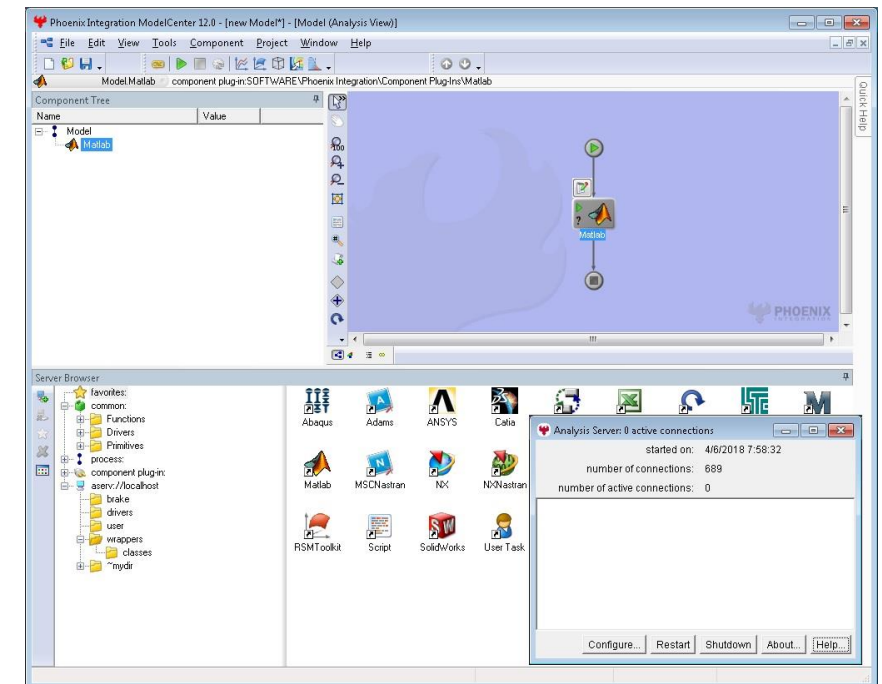 Phoenix Integration ModelCenter 12.0 - [new Model*] - [Model (Analysis View)]
File Edit View Tools Component Project Window Help
Model.Matlab component plug-in:SOFTWARE\Phoenix Integration\Component Plug-Ins\Matlab
Quick Help
Component Tree
Name Value
Model
Matlab
100
?
Matlab
PHOENIX
INTEGRATION
Server Browser
favorites:
common:
Functions
Drivers
Primitives
process:
component plug-in:
aserv://localhost
brake
drivers
user
wrappers
classes
~mydir
Abaqus Adams ANSYS Catia
Matlab MSCNastran NX NXNastran
RSMToolkit Script SolidWorks User Task
Analysis Server: 0 active connections
started on: 4/6/2018 7:58:32
number of connections: 689
number of active connections: 0
Configure... Restart Shutdown About... Help...